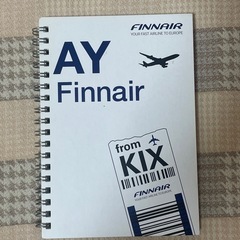 FINNAIR
YOUR FAST AIRLINE TO EUROPE
AY
Finnair
from
KIX
FINNAIR